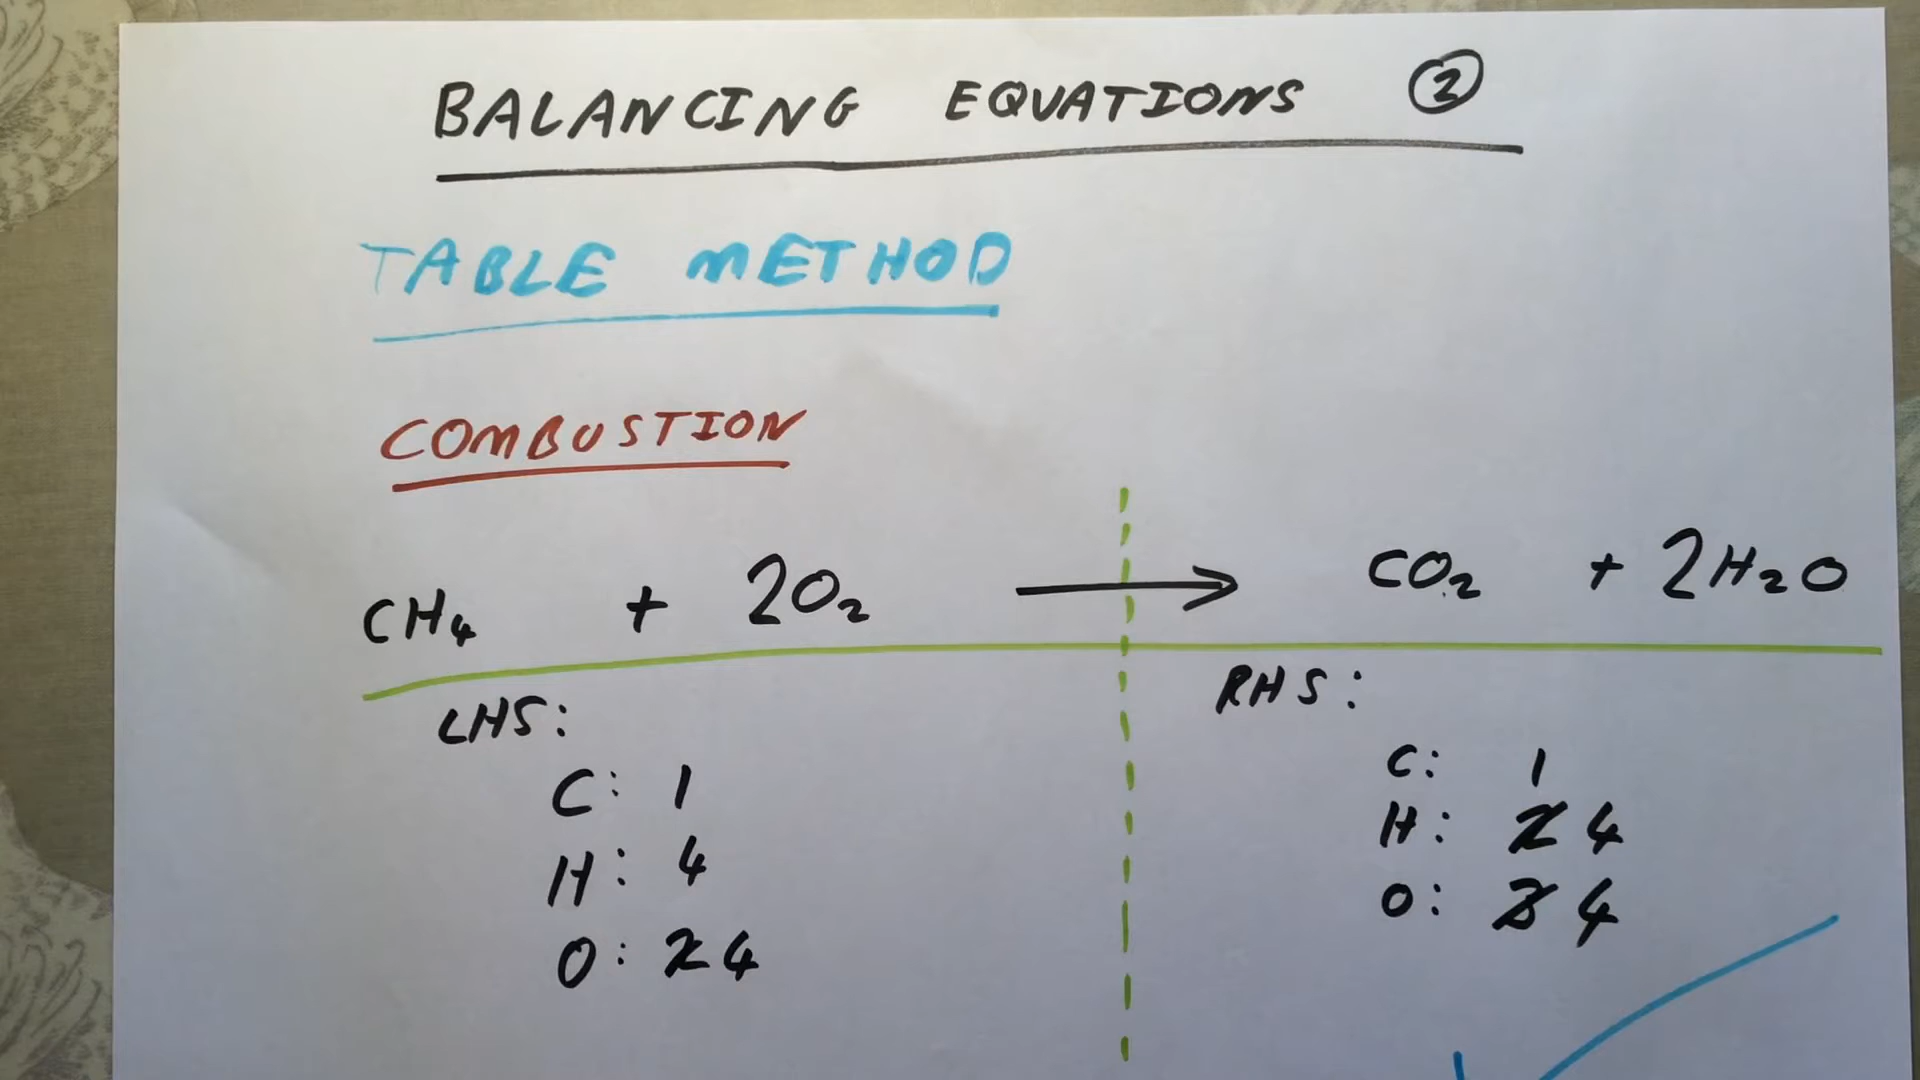 BALANCING EQUATIONS ②
TABLE METHOD
COMBUSTION
CH₄ + 2O₂ → CO₂ + 2H₂O
LHS:
C: 1
H: 4
O: 2 4
RHS:
C: 1
H: 2 4
O: 3 4